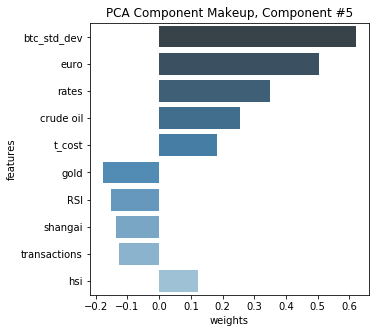 PCA Component Makeup, Component #5
btc_std_dev
euro
rates
crude oil
t_cost
gold
RSI
shangai
transactions
hsi
features
−0.2 −0.1 0.0 0.1 0.2 0.3 0.4 0.5 0.6
weights